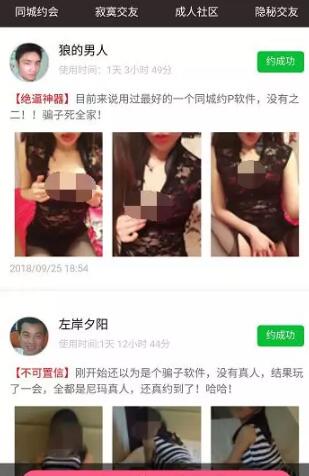 同城约会 寂寞交友 成人社区 隐秘交友
狼的男人
使用时间：1天 3小时 49分
约成功
【绝逼神器】目前来说用过最好的一个同城约P软件，没有之
二！！骗子死全家！
2018/09/25 18:54
左岸夕阳
使用时间:1天 12小时 44分
约成功
【不可置信】刚开始还以为是个骗子软件，没有真人，结果玩
了一会，全都是尼玛真人，还真约到了！哈哈！